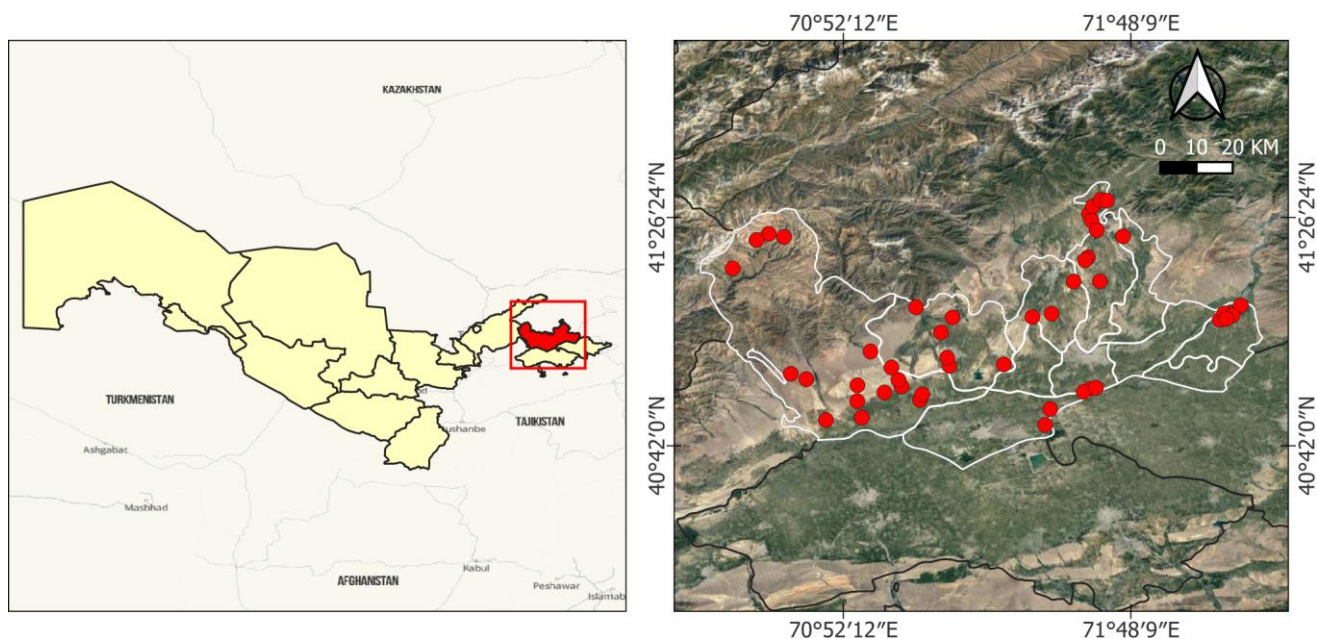 KAZAKHSTAN
TURKMENISTAN
TAJIKISTAN
ushanbe
Ashgabat
Mashhad
AFGHANISTAN
Kabul
Peshawar
Islamab
70°52′12″E 71°48′9″E
0 10 20 KM
41°26′24″N 41°26′24″N
40°42′0″N 40°42′0″N
70°52′12″E 71°48′9″E